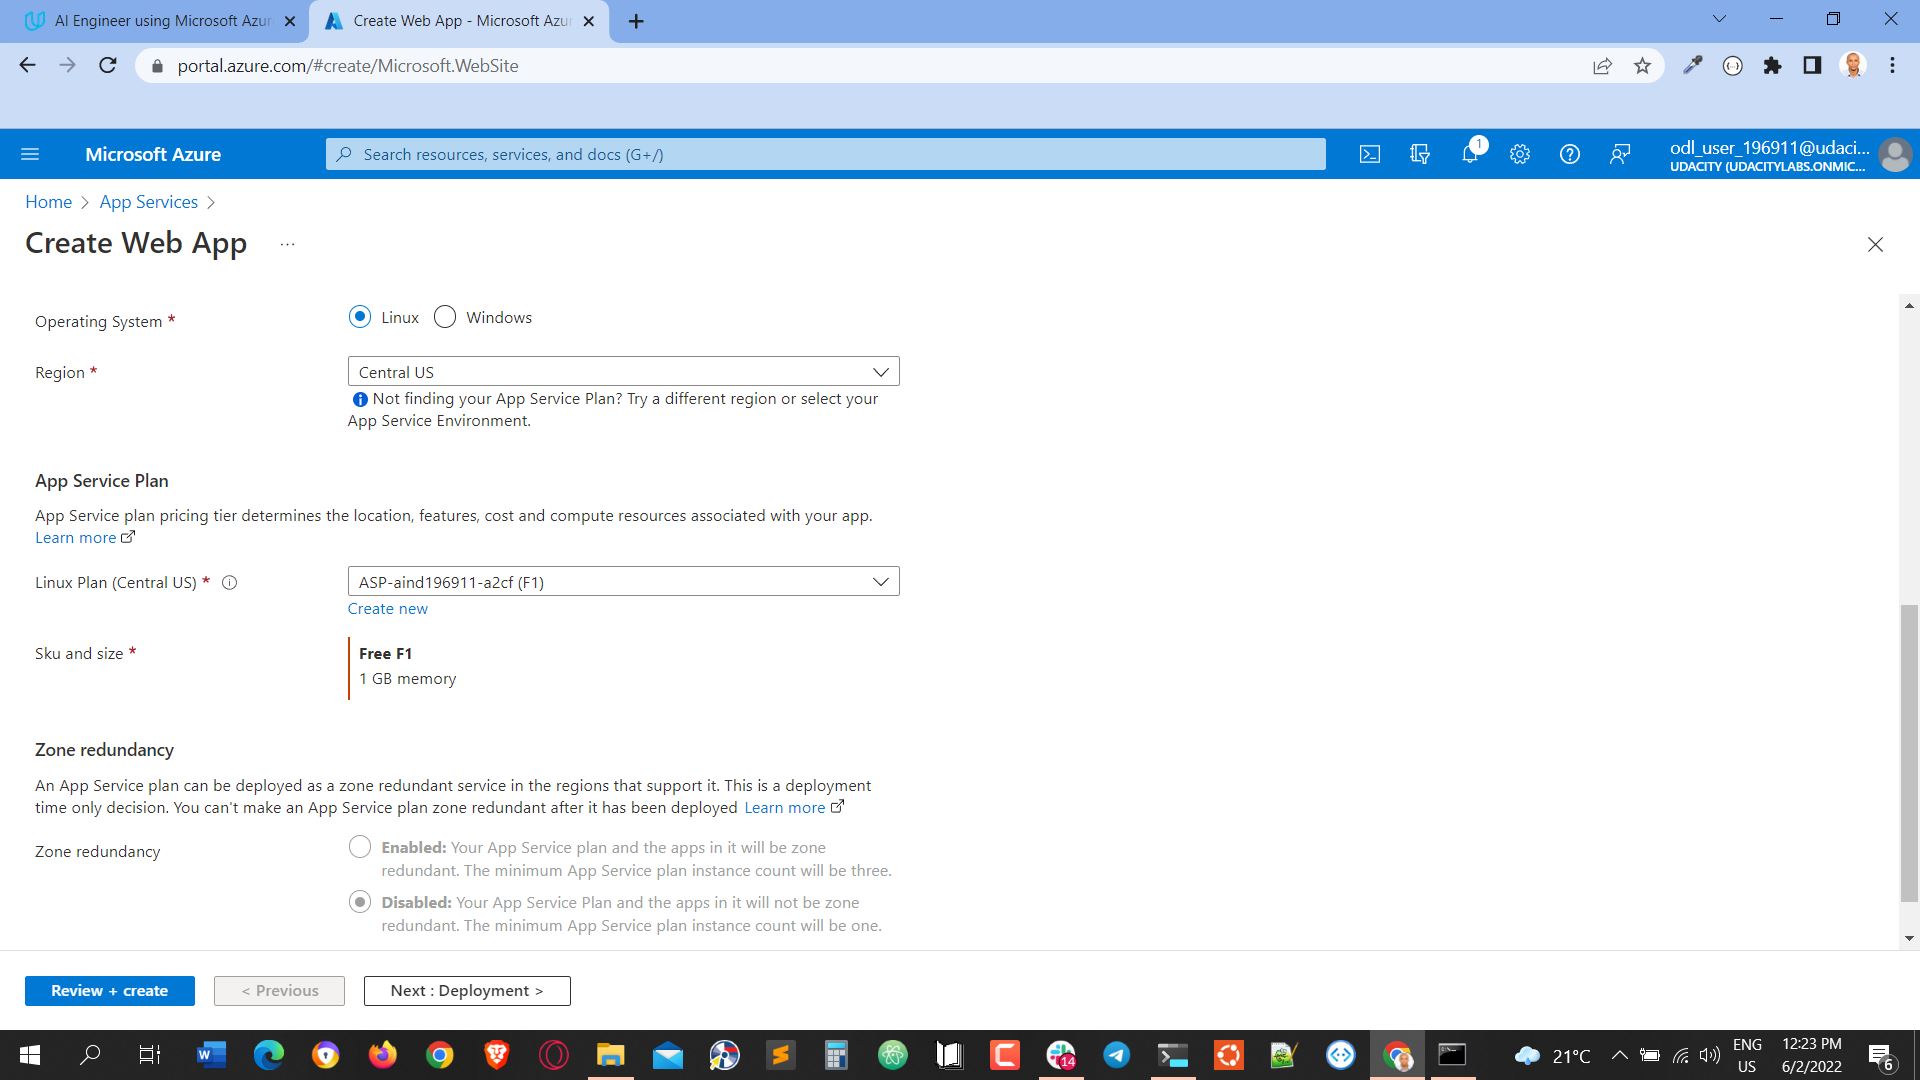 AI Engineer using Microsoft Azur
Create Web App - Microsoft Azur
portal.azure.com/#create/Microsoft.WebSite
Microsoft Azure
Search resources, services, and docs (G+/)
1
odl_user_196911@udaci...
UDACITY (UDACITYLABS.ONMIC...
Home > App Services >
Create Web App ...
Operating System *
Linux
Windows
Region *
Central US
Not finding your App Service Plan? Try a different region or select your
App Service Environment.
App Service Plan
App Service plan pricing tier determines the location, features, cost and compute resources associated with your app.
Learn more
Linux Plan (Central US) *
ASP-aind196911-a2cf (F1)
Create new
Sku and size *
Free F1
1 GB memory
Zone redundancy
An App Service plan can be deployed as a zone redundant service in the regions that support it. This is a deployment
time only decision. You can't make an App Service plan zone redundant after it has been deployed Learn more
Zone redundancy
Enabled: Your App Service plan and the apps in it will be zone
redundant. The minimum App Service plan instance count will be three.
Disabled: Your App Service Plan and the apps in it will not be zone
redundant. The minimum App Service plan instance count will be one.
Review + create
< Previous
Next : Deployment >
14
21°C
ENG
US
12:23 PM
6/2/2022
6